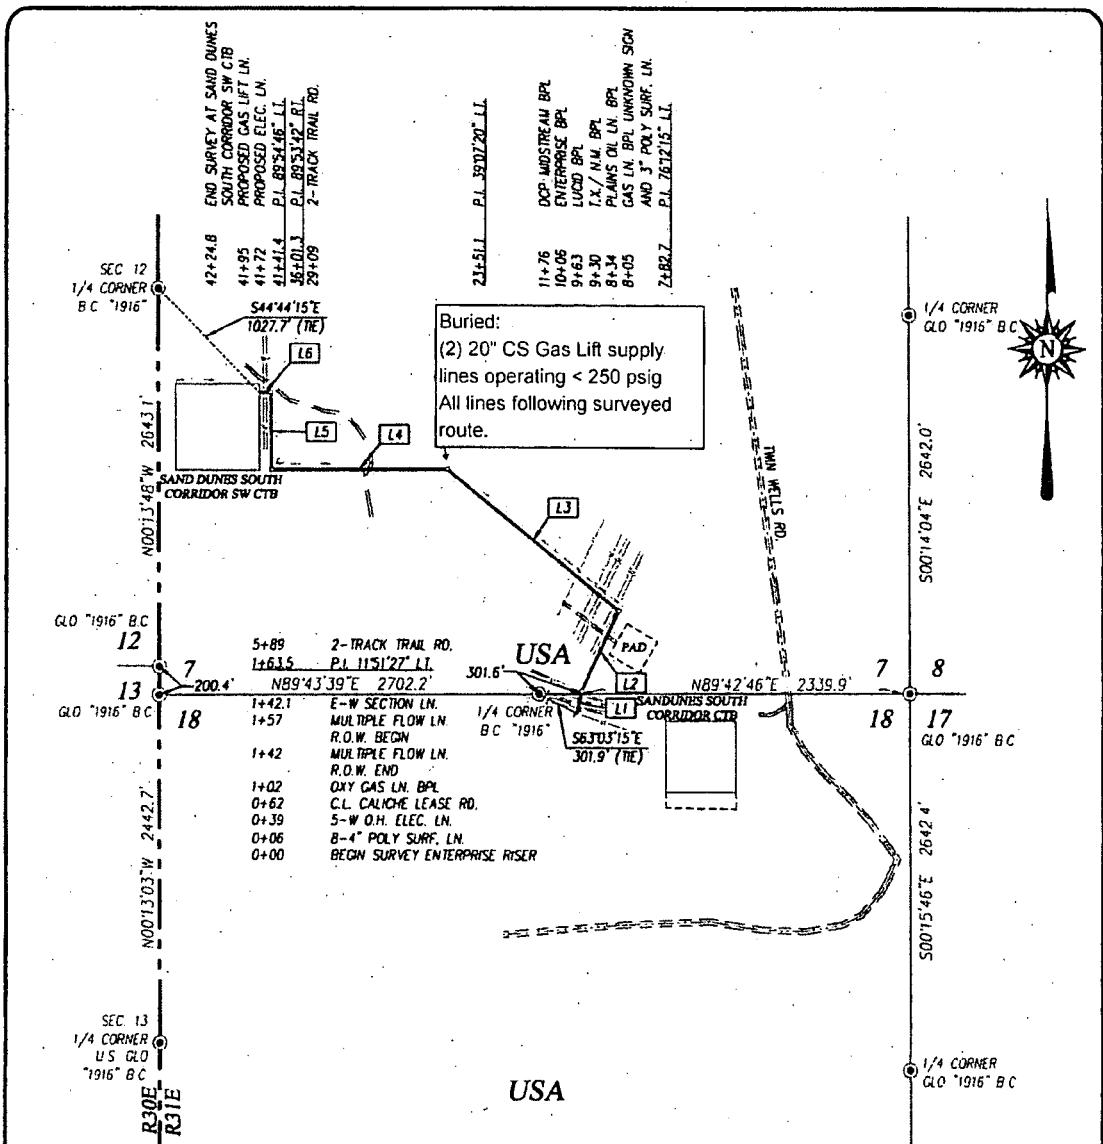 42+24.8 END SURVEY AT SAND DUNES
SOUTH CORRIDOR SW CTB
41+95 PROPOSED GAS LIFT LN.
41+72 PROPOSED ELEC. LN.
41+41.4 P.I. 89°54'46" LT.
36+01.3 P.I. 89°53'42" RT.
29+09 2-TRACK TRAIL RD.
23+51.1 P.I. 39°07'20" LT.
11+76 DCP MIDSTREAM BPL
10+06 ENTERPRISE BPL
9+63 LUCID BPL
9+30 T.X./ N.M. BPL
8+34 PLAINS OIL LN. BPL
8+05 GAS LN. BPL UNKNOWN SIGN
AND 3" POLY SURF. LN.
7+82.7 P.I. 76°12'15" LT.
SEC 12
1/4 CORNER
B C "1916"
S44°44'15"E
1027.7' (TIE)
L6
L5
L4
Buried:
(2) 20" CS Gas Lift supply
lines operating < 250 psig
All lines following surveyed
route.
1/4 CORNER
GLO "1916" B C
N
N00°13'48"W 2643.1'
SAND DUNES SOUTH
CORRIDOR SW CTB
L3
TWIN WELLS RD.
S00°14'04"E 2642.0'
GLO "1916" B.C
12
7
13
18
200.4'
GLO "1916" B C
5+89 2-TRACK TRAIL RD.
1+63.5 P.I. 11°51'27" LT.
N89°43'39"E 2702.2'
1+42.1 E-W SECTION LN.
1+57 MULTIPLE FLOW LN.
R.O.W. BEGIN
1+42 MULTIPLE FLOW LN.
R.O.W. END
1+02 OXY GAS LN. BPL
0+62 C.L. CALICHE LEASE RD.
0+39 5-W O.H. ELEC. LN.
0+06 8-4" POLY SURF. LN.
0+00 BEGIN SURVEY ENTERPRISE RISER
USA
PAD
301.6'
L2
L1
1/4 CORNER
B C "1916"
S63°03'15"E
301.9' (TIE)
N89°42'46"E 2339.9'
SANDUNES SOUTH
CORRIDOR CTB
7
8
18
17
GLO "1916" B C
N00°13'03"W 2442.7'
S00°15'46"E 2642.4'
SEC. 13
1/4 CORNER
U S GLO
"1916" B C
R30E
R31E
USA
1/4 CORNER
GLO "1916" B C